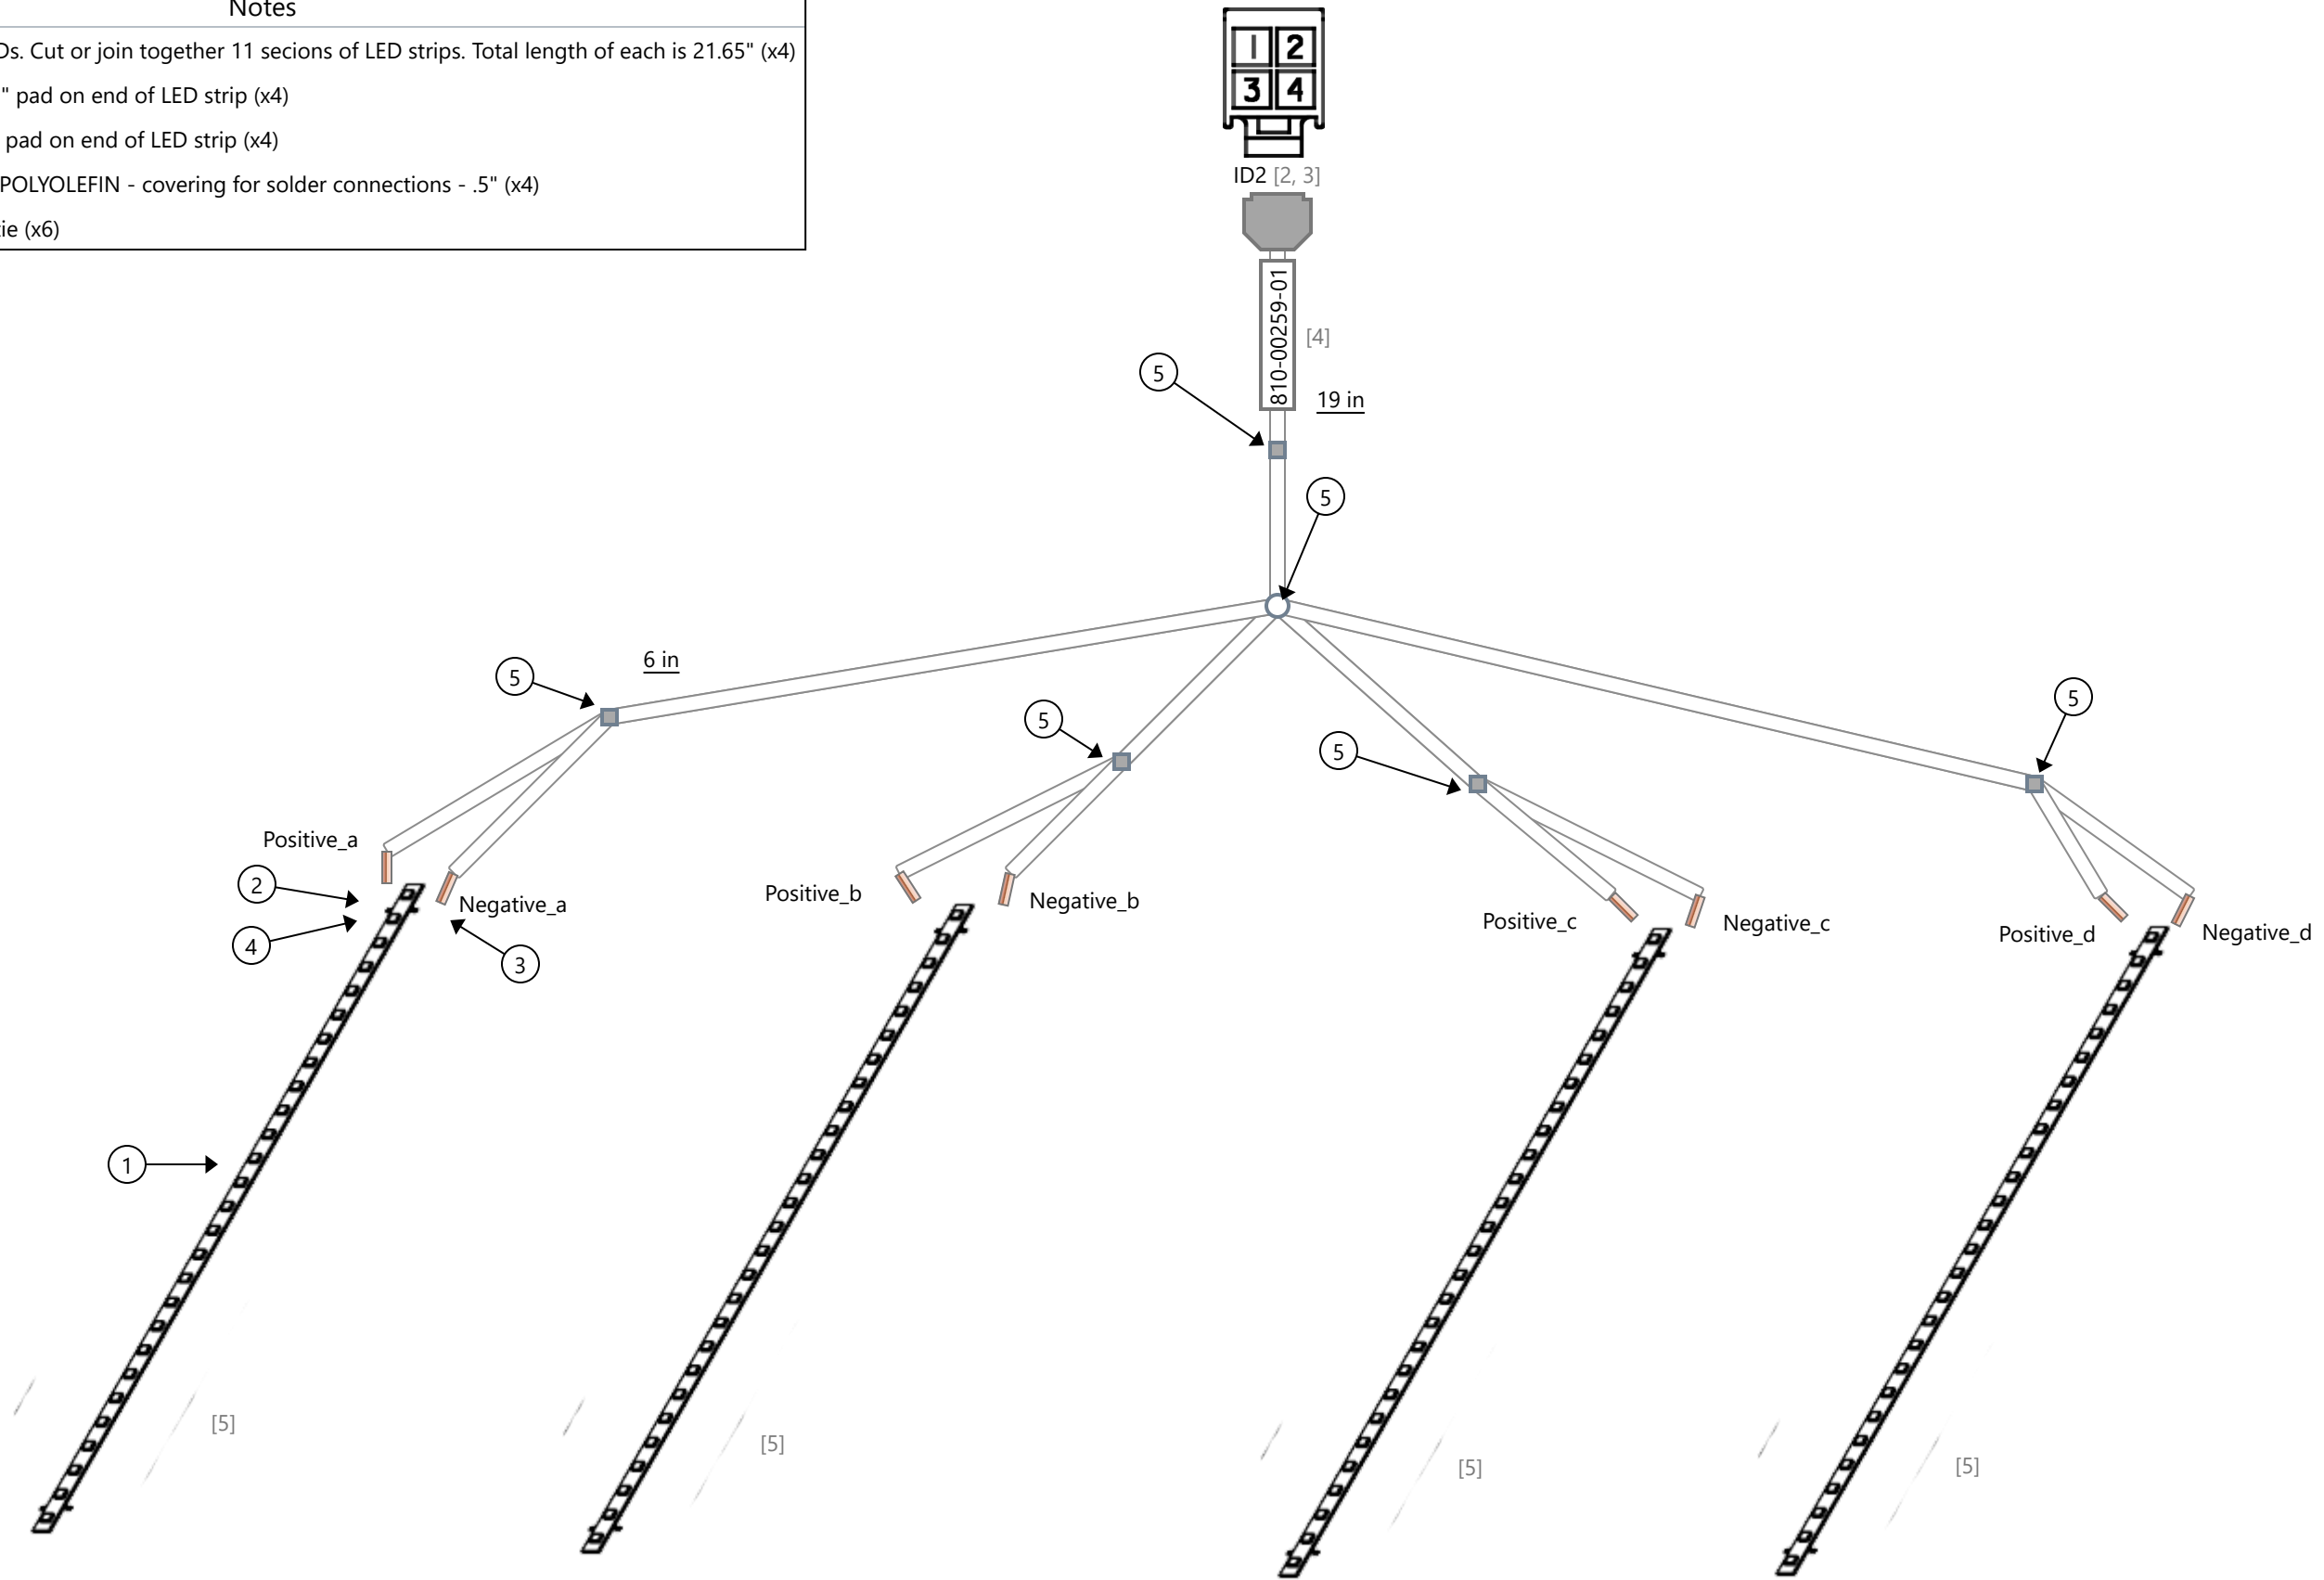 Notes
Ds. Cut or join together 11 secions of LED strips. Total length of each is 21.65" (x4)
" pad on end of LED strip (x4)
pad on end of LED strip (x4)
POLYOLEFIN - covering for solder connections - .5" (x4)
tie (x6)
1 2
3 4
ID2 [2, 3]
810-00259-01
[4]
5
19 in
5
6 in
5
5
5
5
Positive_a
2
Negative_a
4
3
Positive_b
Negative_b
Positive_c
Negative_c
Positive_d
Negative_d
1
[5]
[5]
[5]
[5]